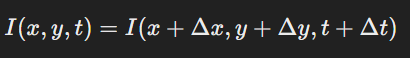 I(x, y, t) = I(x + Δx, y + Δy, t + Δt)